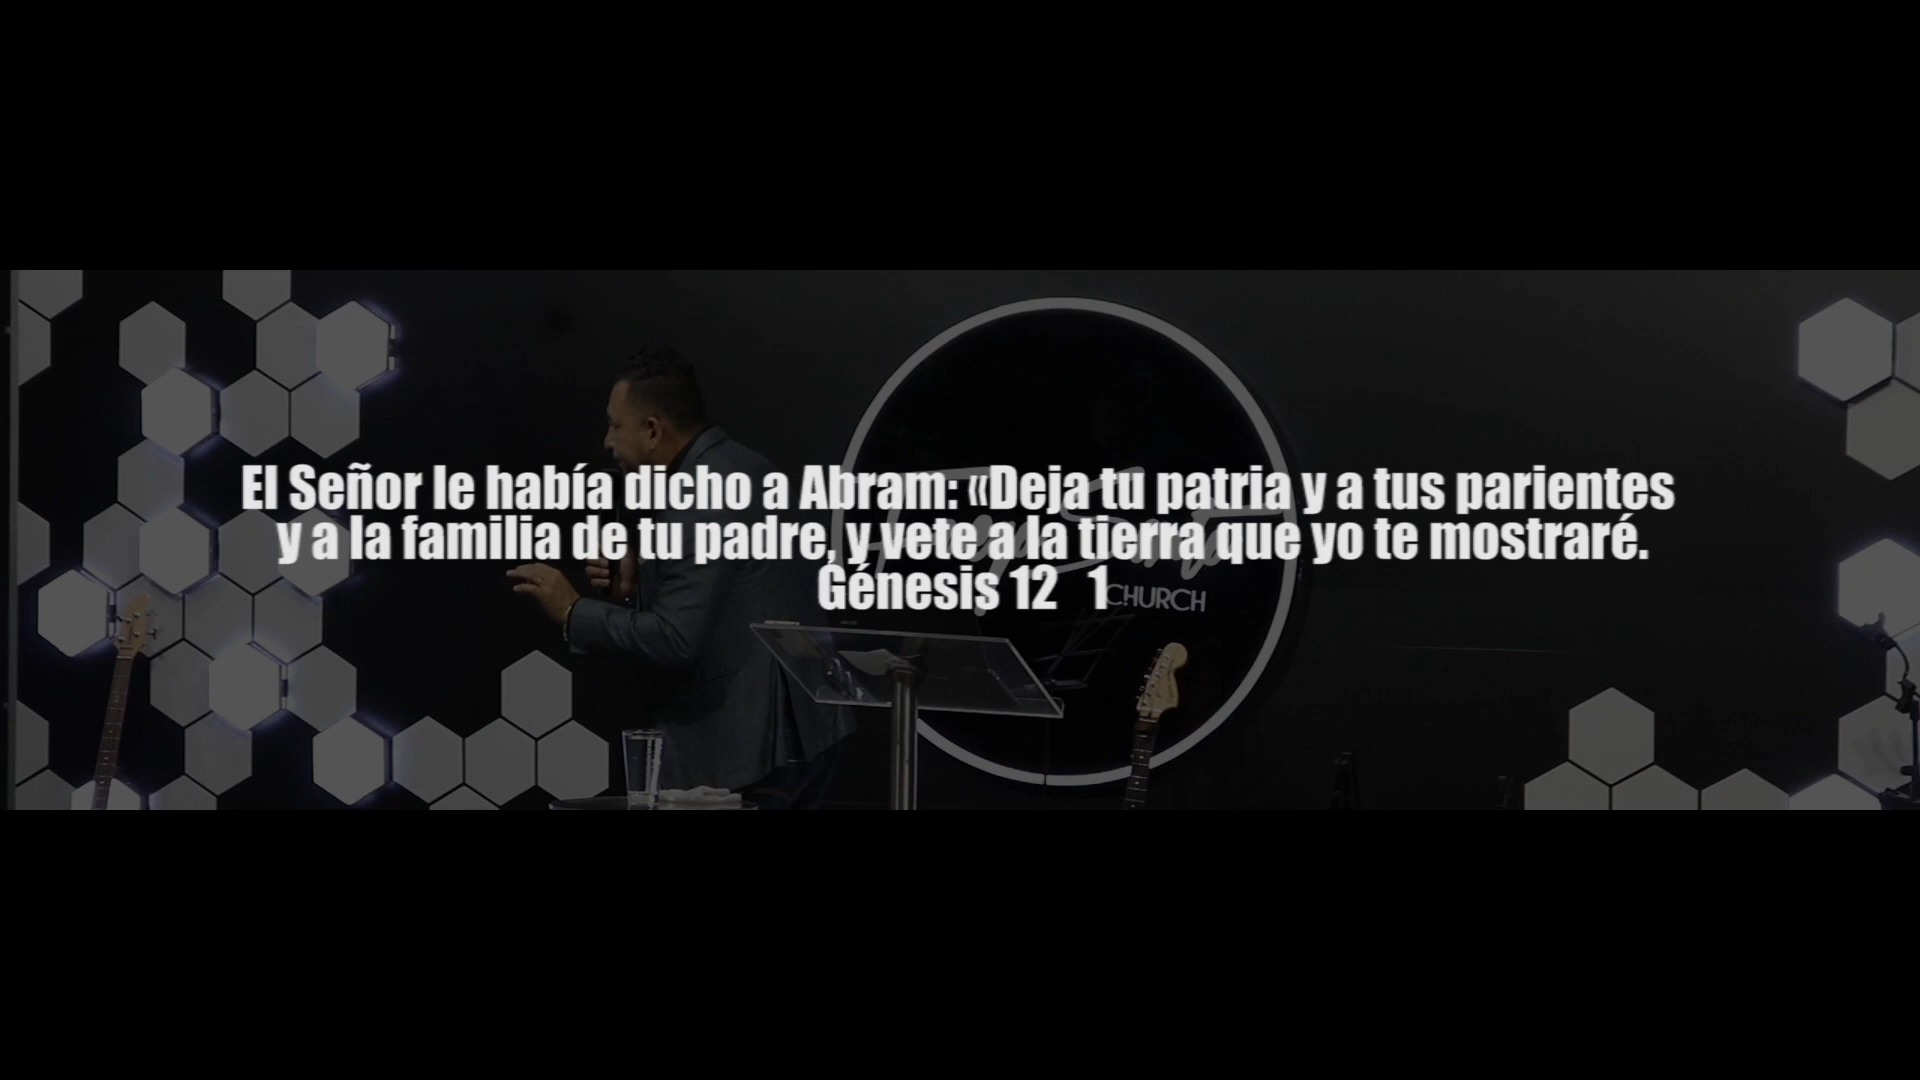 El Señor le había dicho a Abram: «Deja tu patria y a tus parientes
y a la familia de tu padre, y vete a la tierra que yo te mostraré.
Génesis 12   1
CHURCH